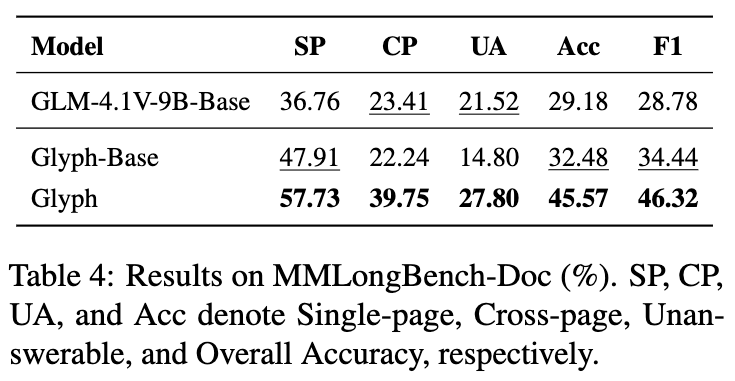 Model SP CP UA Acc F1
GLM-4.1V-9B-Base 36.76 23.41 21.52 29.18 28.78
Glyph-Base 47.91 22.24 14.80 32.48 34.44
Glyph 57.73 39.75 27.80 45.57 46.32
Table 4: Results on MMLongBench-Doc (%). SP, CP,
UA, and Acc denote Single-page, Cross-page, Unan-
swerable, and Overall Accuracy, respectively.